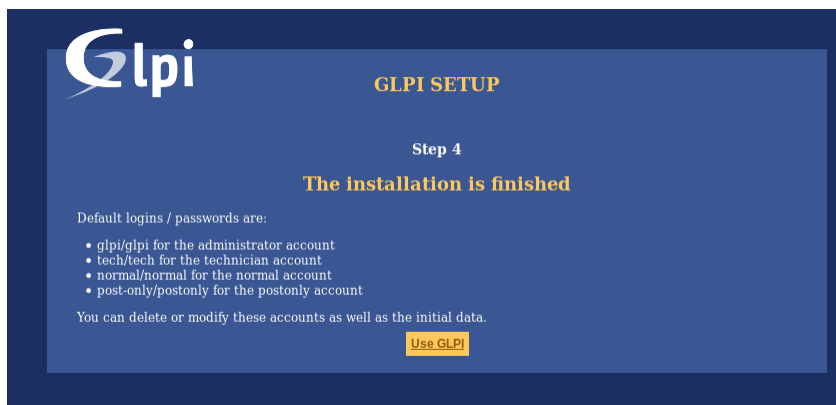 Glpi
GLPI SETUP
Step 4
The installation is finished
Default logins / passwords are:
• glpi/glpi for the administrator account
• tech/tech for the technician account
• normal/normal for the normal account
• post-only/postonly for the postonly account
You can delete or modify these accounts as well as the initial data.
Use GLPI